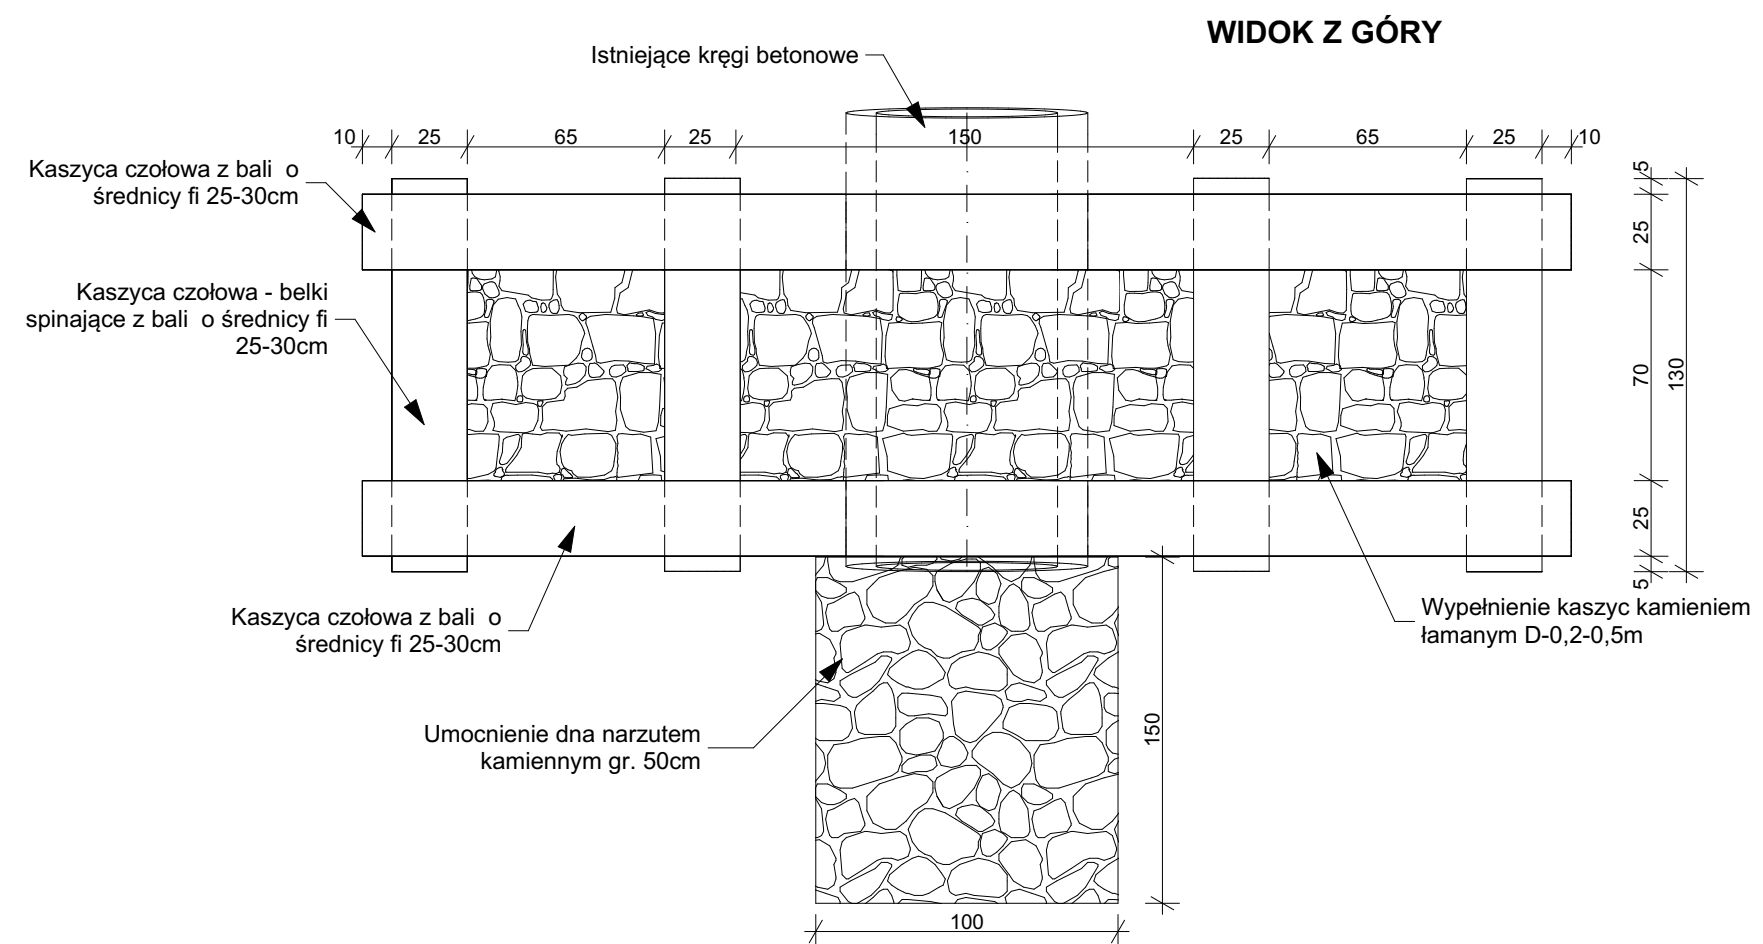 WIDOK Z GÓRY
Istniejące kręgi betonowe
10 25 65 25 150 25 65 25 10
Kaszyca czołowa z bali o
średnicy fi 25-30cm
Kaszyca czołowa - belki
spinające z bali o średnicy fi
25-30cm
5
25
70
130
25
5
Kaszyca czołowa z bali o
średnicy fi 25-30cm
Wypełnienie kaszyc kamieniem
łamanym D-0,2-0,5m
Umocnienie dna narzutem
kamiennym gr. 50cm
150
100